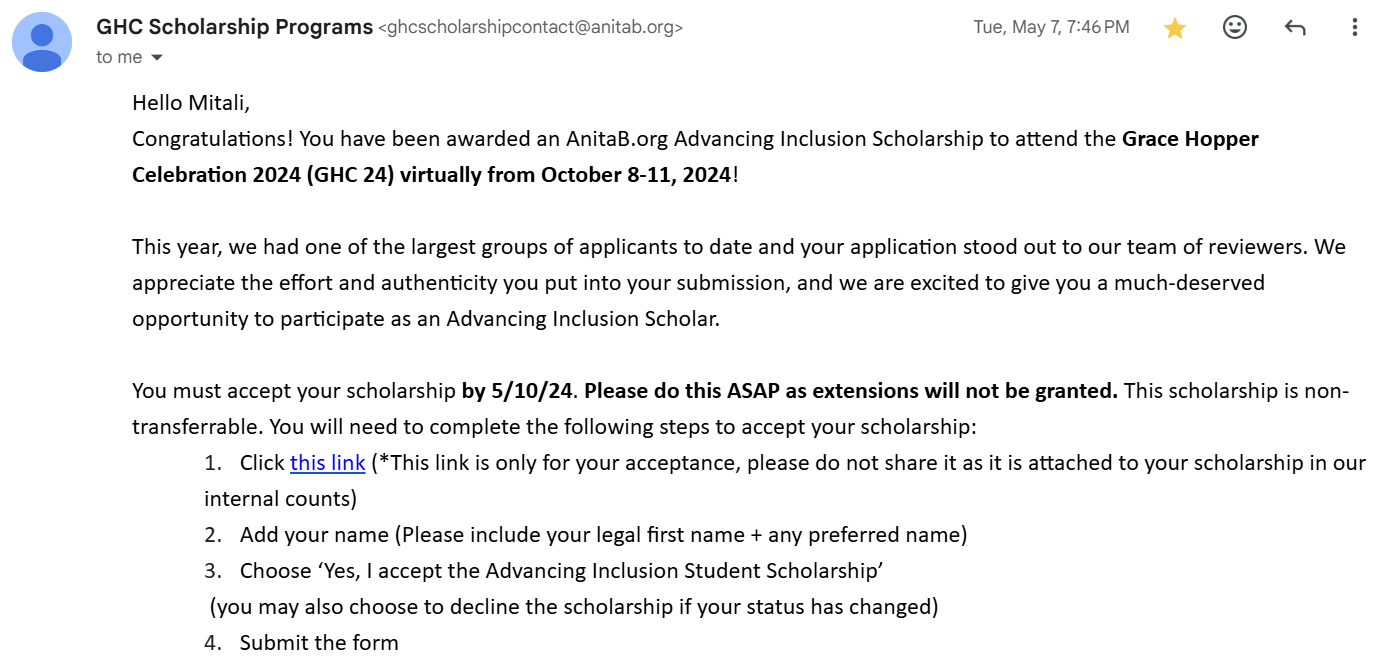 GHC Scholarship Programs <ghcscholarshipcontact@anitab.org> Tue, May 7, 7:46 PM
to me
Hello Mitali,
Congratulations! You have been awarded an AnitaB.org Advancing Inclusion Scholarship to attend the Grace Hopper
Celebration 2024 (GHC 24) virtually from October 8-11, 2024!
This year, we had one of the largest groups of applicants to date and your application stood out to our team of reviewers. We
appreciate the effort and authenticity you put into your submission, and we are excited to give you a much-deserved
opportunity to participate as an Advancing Inclusion Scholar.
You must accept your scholarship by 5/10/24. Please do this ASAP as extensions will not be granted. This scholarship is non-
transferrable. You will need to complete the following steps to accept your scholarship:
1. Click this link (*This link is only for your acceptance, please do not share it as it is attached to your scholarship in our
internal counts)
2. Add your name (Please include your legal first name + any preferred name)
3. Choose ‘Yes, I accept the Advancing Inclusion Student Scholarship’
(you may also choose to decline the scholarship if your status has changed)
4. Submit the form